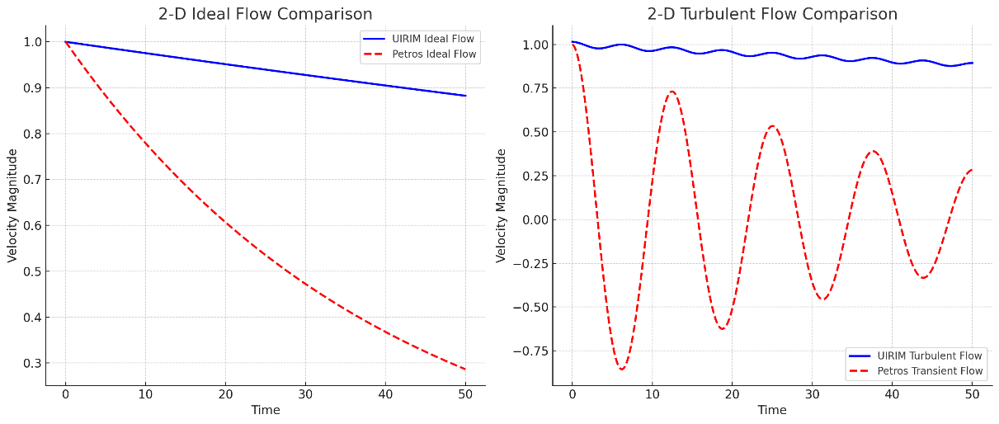 2-D Ideal Flow Comparison
UIRIM Ideal Flow
Petros Ideal Flow
Velocity Magnitude
1.0
0.9
0.8
0.7
0.6
0.5
0.4
0.3
0 10 20 30 40 50
Time
2-D Turbulent Flow Comparison
Velocity Magnitude
1.00
0.75
0.50
0.25
0.00
−0.25
−0.50
−0.75
UIRIM Turbulent Flow
Petros Transient Flow
0 10 20 30 40 50
Time